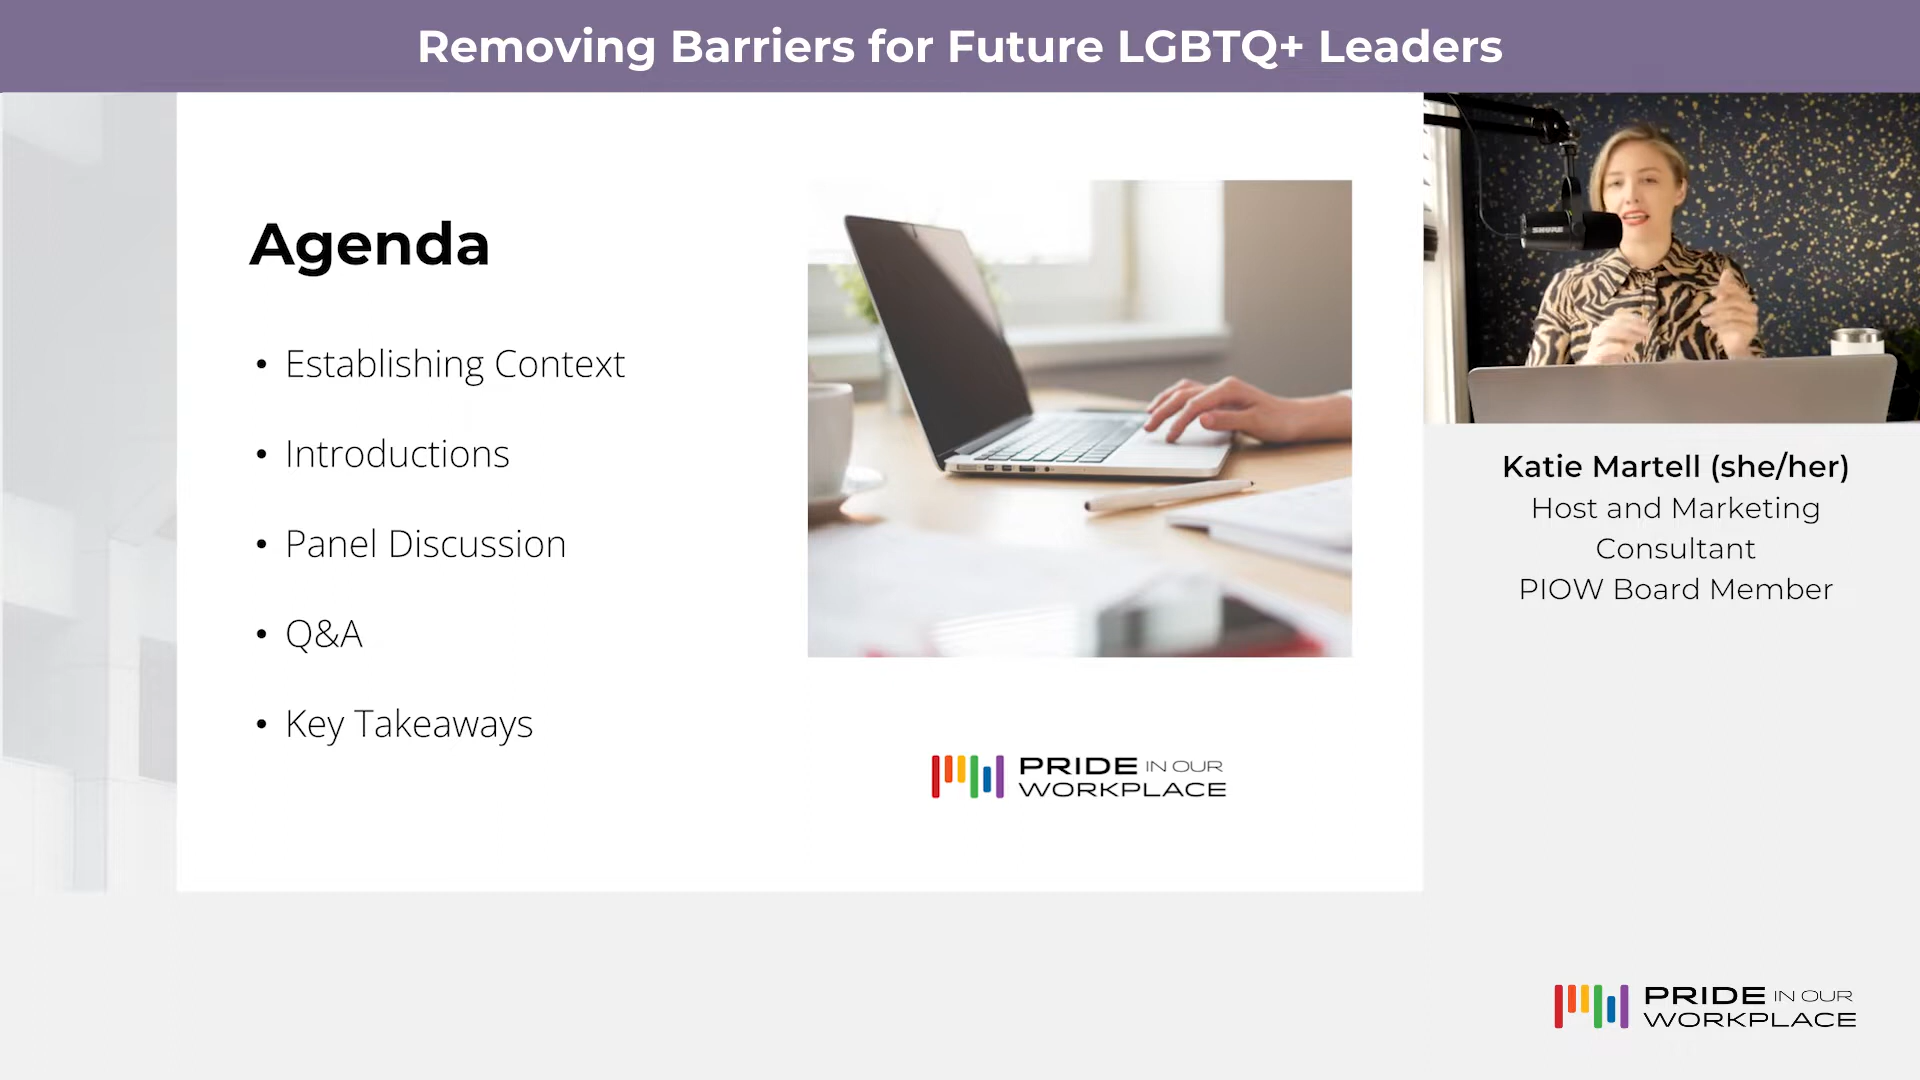 Removing Barriers for Future LGBTQ+ Leaders
Agenda
• Establishing Context
• Introductions
• Panel Discussion
• Q&A
• Key Takeaways
PRIDE IN OUR
WORKPLACE
SHURE
Katie Martell (she/her)
Host and Marketing
Consultant
PIOW Board Member
PRIDE IN OUR
WORKPLACE